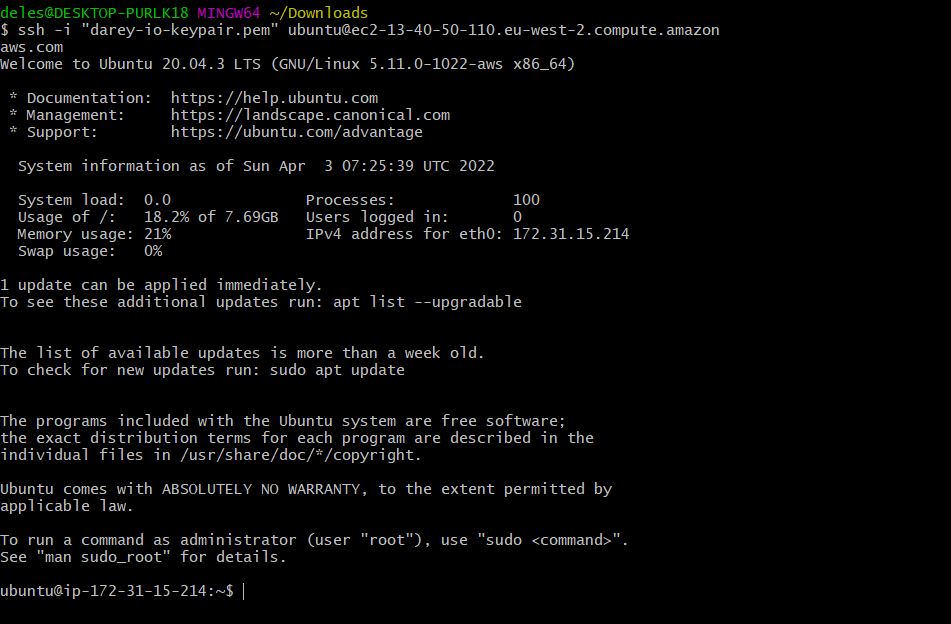 deles@DESKTOP-PURLK18 MINGW64 ~/Downloads
$ ssh -i "darey-io-keypair.pem" ubuntu@ec2-13-40-50-110.eu-west-2.compute.amazon
aws.com
Welcome to Ubuntu 20.04.3 LTS (GNU/Linux 5.11.0-1022-aws x86_64)
* Documentation:  https://help.ubuntu.com
* Management:     https://landscape.canonical.com
* Support:        https://ubuntu.com/advantage
System information as of Sun Apr  3 07:25:39 UTC 2022
System load:  0.0               Processes:             100
Usage of /:   18.2% of 7.69GB   Users logged in:       0
Memory usage: 21%               IPv4 address for eth0: 172.31.15.214
Swap usage:   0%
1 update can be applied immediately.
To see these additional updates run: apt list --upgradable
The list of available updates is more than a week old.
To check for new updates run: sudo apt update
The programs included with the Ubuntu system are free software;
the exact distribution terms for each program are described in the
individual files in /usr/share/doc/*/copyright.
Ubuntu comes with ABSOLUTELY NO WARRANTY, to the extent permitted by
applicable law.
To run a command as administrator (user "root"), use "sudo <command>".
See "man sudo_root" for details.
ubuntu@ip-172-31-15-214:~$